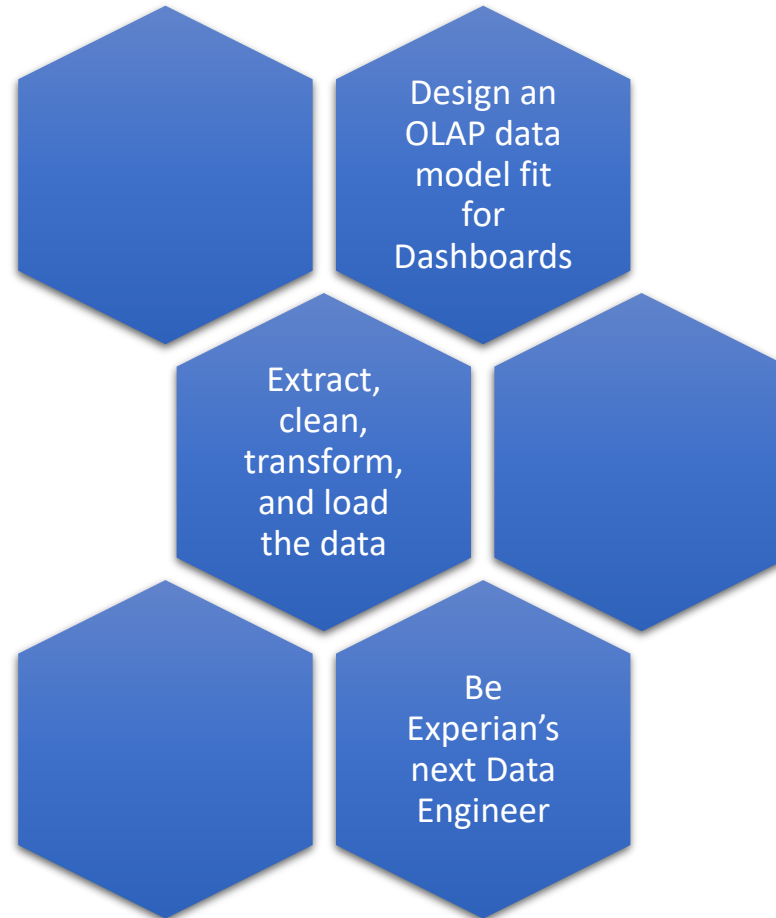 Design an
OLAP data
model fit
for
Dashboards
Extract,
clean,
transform,
and load
the data
Be
Experian’s
next Data
Engineer